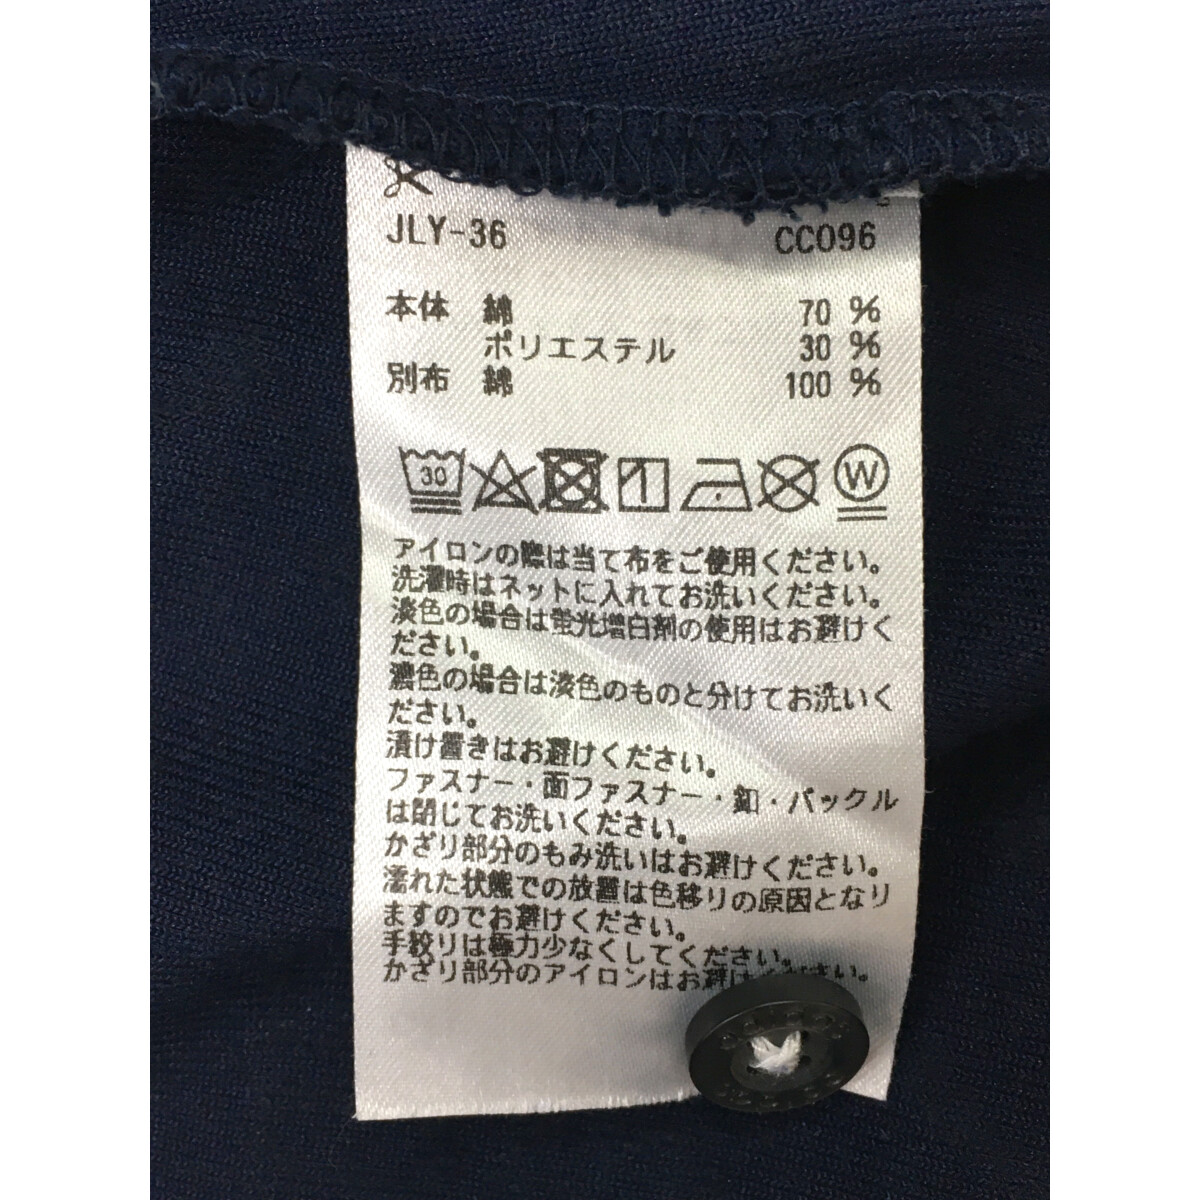 JLY-36 CC096
本体 綿 70 %
ポリエステル 30 %
別布 綿 100 %
30 W
アイロンの際は当て布をご使用ください。
洗濯時はネットに入れてお洗いください。
淡色の場合は蛍光増白剤の使用はお避けく
ださい。
濃色の場合は淡色のものと分けてお洗いく
ださい。
漬け置きはお避けください。
ファスナー・面ファスナー・釦・バックル
は閉じてお洗いください。
かざり部分のもみ洗いはお避けください。
濡れた状態での放置は色移りの原因となり
ますのでお避けください。
手絞りは極力少なくしてください。
かざり部分のアイロンはお避けください。